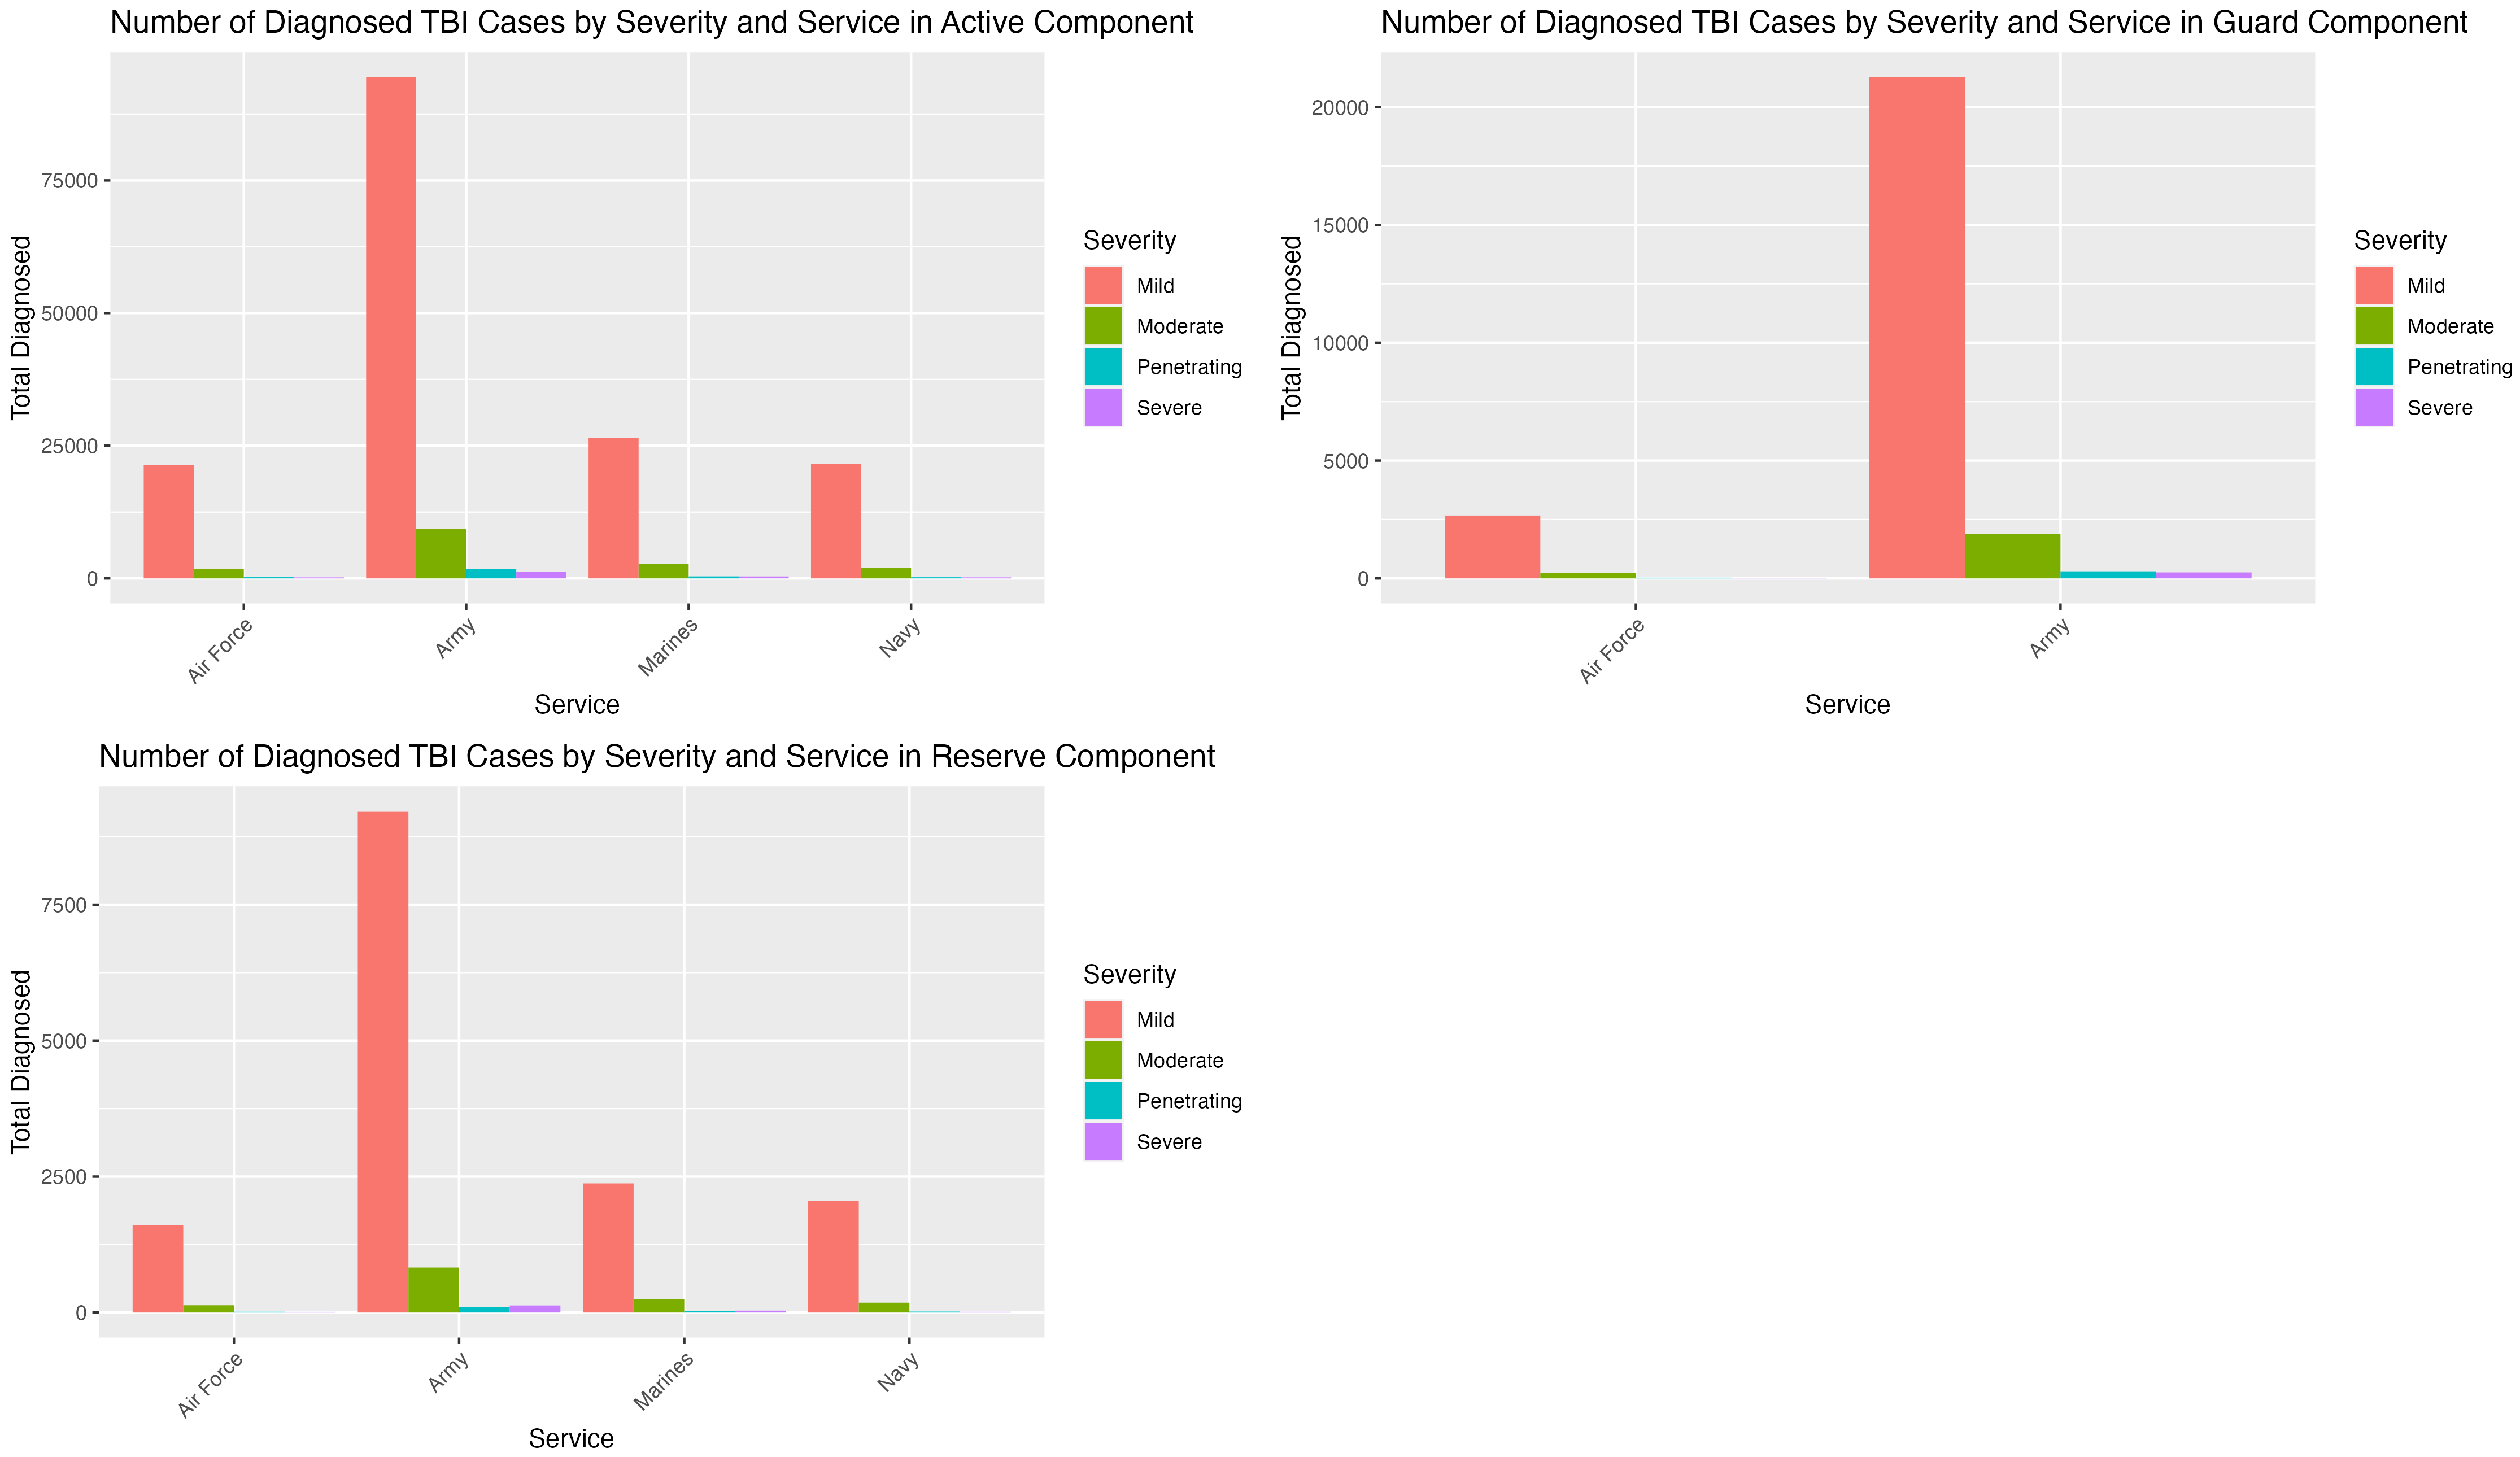 Number of Diagnosed TBI Cases by Severity and Service in Active Component
Total Diagnosed
75000
50000
25000
0
Air Force
Army
Marines
Navy
Service
Severity
Mild
Moderate
Penetrating
Severe
Number of Diagnosed TBI Cases by Severity and Service in Guard Component
Total Diagnosed
20000
15000
10000
5000
0
Air Force
Army
Service
Severity
Mild
Moderate
Penetrating
Severe
Number of Diagnosed TBI Cases by Severity and Service in Reserve Component
Total Diagnosed
7500
5000
2500
0
Air Force
Army
Marines
Navy
Service
Severity
Mild
Moderate
Penetrating
Severe